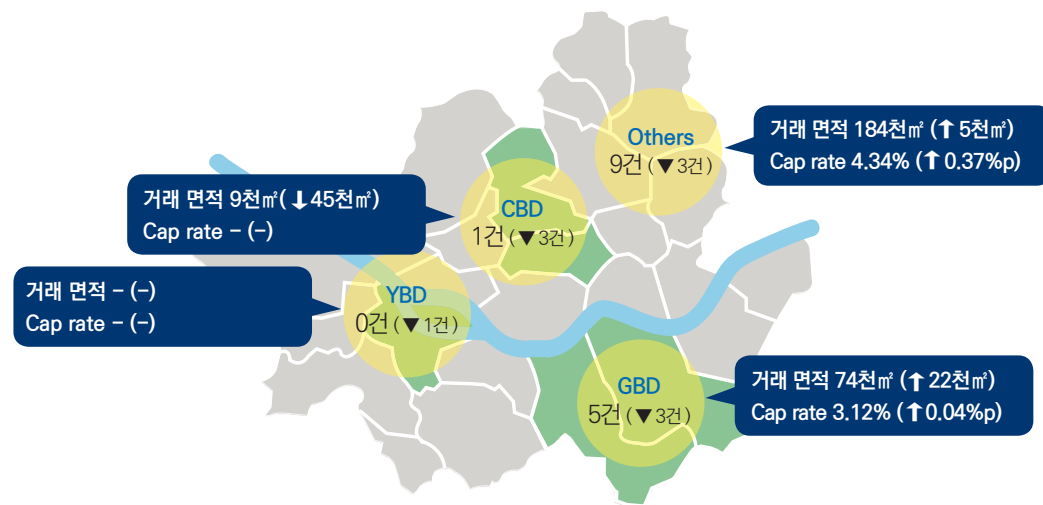 Others
9건 (▼ 3건)
거래 면적 184천㎡ (⬆ 5천㎡)
Cap rate 4.34% (⬆ 0.37%p)
거래 면적 9천㎡(⬇ 45천㎡)
Cap rate – (–)
CBD
1건 (▼ 3건)
거래 면적 – (–)
Cap rate – (–)
YBD
0건 (▼ 1건)
GBD
5건 (▼ 3건)
거래 면적 74천㎡ (⬆ 22천㎡)
Cap rate 3.12% (⬆ 0.04%p)